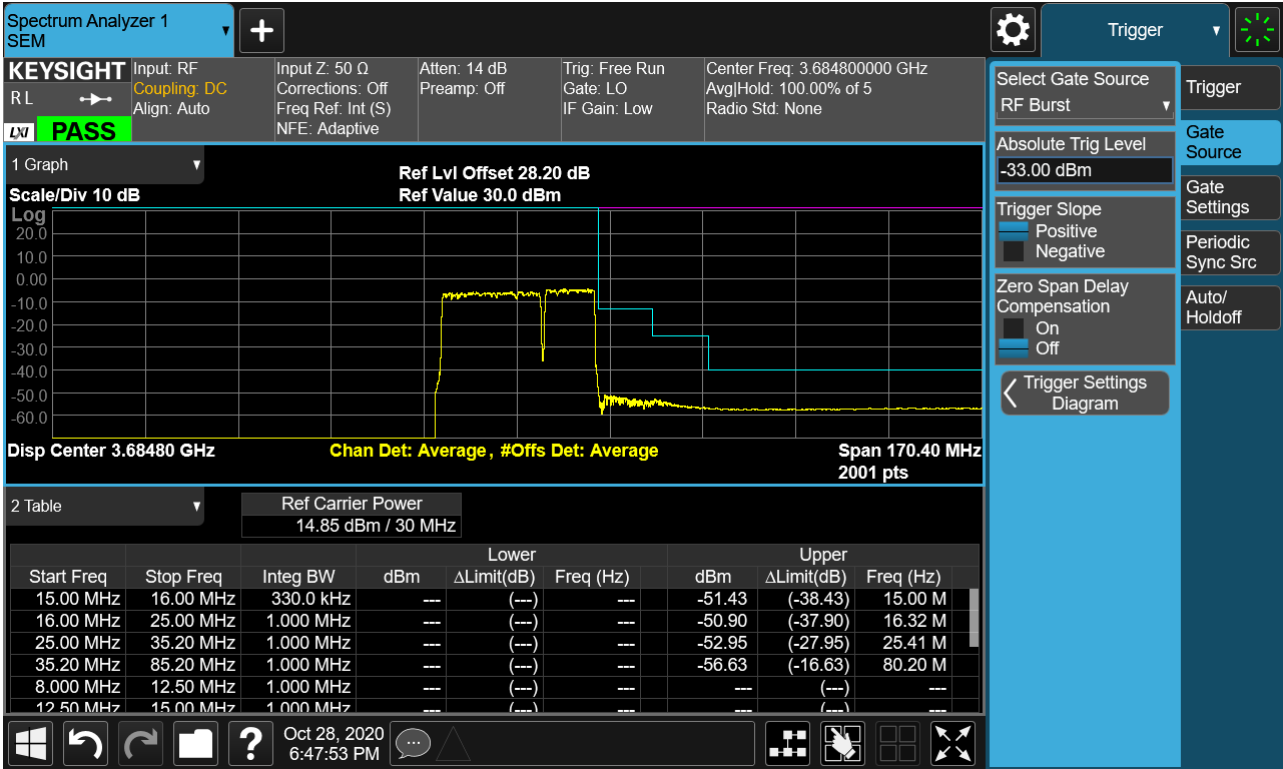 Spectrum Analyzer 1
SEM
Trigger
KEYSIGHT
R L
LXI
PASS
Input: RF
Coupling: DC
Align: Auto
Input Z: 50 Ω
Corrections: Off
Freq Ref: Int (S)
NFE: Adaptive
Atten: 14 dB
Preamp: Off
Trig: Free Run
Gate: LO
IF Gain: Low
Center Freq: 3.684800000 GHz
Avg|Hold: 100.00% of 5
Radio Std: None
1 Graph
Scale/Div 10 dB
Ref Lvl Offset 28.20 dB
Ref Value 30.0 dBm
Log
20.0
10.0
0.00
-10.0
-20.0
-30.0
-40.0
-50.0
-60.0
Disp Center 3.68480 GHz
Chan Det: Average , #Offs Det: Average
Span 170.40 MHz
2001 pts
2 Table
Ref Carrier Power
14.85 dBm / 30 MHz
Lower Upper
Start Freq Stop Freq Integ BW dBm ΔLimit(dB) Freq (Hz) dBm ΔLimit(dB) Freq (Hz)
15.00 MHz 16.00 MHz 330.0 kHz --- (---) --- -51.43 (-38.43) 15.00 M
16.00 MHz 25.00 MHz 1.000 MHz --- (---) --- -50.90 (-37.90) 16.32 M
25.00 MHz 35.20 MHz 1.000 MHz --- (---) --- -52.95 (-27.95) 25.41 M
35.20 MHz 85.20 MHz 1.000 MHz --- (---) --- -56.63 (-16.63) 80.20 M
8.000 MHz 12.50 MHz 1.000 MHz --- (---) --- --- (---) ---
12.50 MHz 15.00 MHz 1.000 MHz --- (---) --- --- (---) ---
Oct 28, 2020
6:47:53 PM
Select Gate Source
RF Burst
Absolute Trig Level
-33.00 dBm
Trigger Slope
Positive
Negative
Zero Span Delay
Compensation
On
Off
Trigger Settings
Diagram
Trigger
Gate
Source
Gate
Settings
Periodic
Sync Src
Auto/
Holdoff